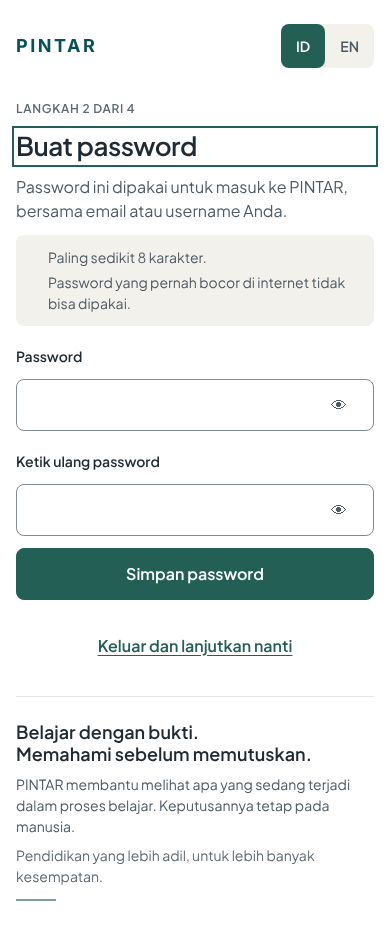 PINTAR
ID
EN
LANGKAH 2 DARI 4
Buat password
Password ini dipakai untuk masuk ke PINTAR,
bersama email atau username Anda.
Paling sedikit 8 karakter.
Password yang pernah bocor di internet tidak
bisa dipakai.
Password
Ketik ulang password
Simpan password
Keluar dan lanjutkan nanti
Belajar dengan bukti.
Memahami sebelum memutuskan.
PINTAR membantu melihat apa yang sedang terjadi
dalam proses belajar. Keputusannya tetap pada
manusia.
Pendidikan yang lebih adil, untuk lebih banyak
kesempatan.